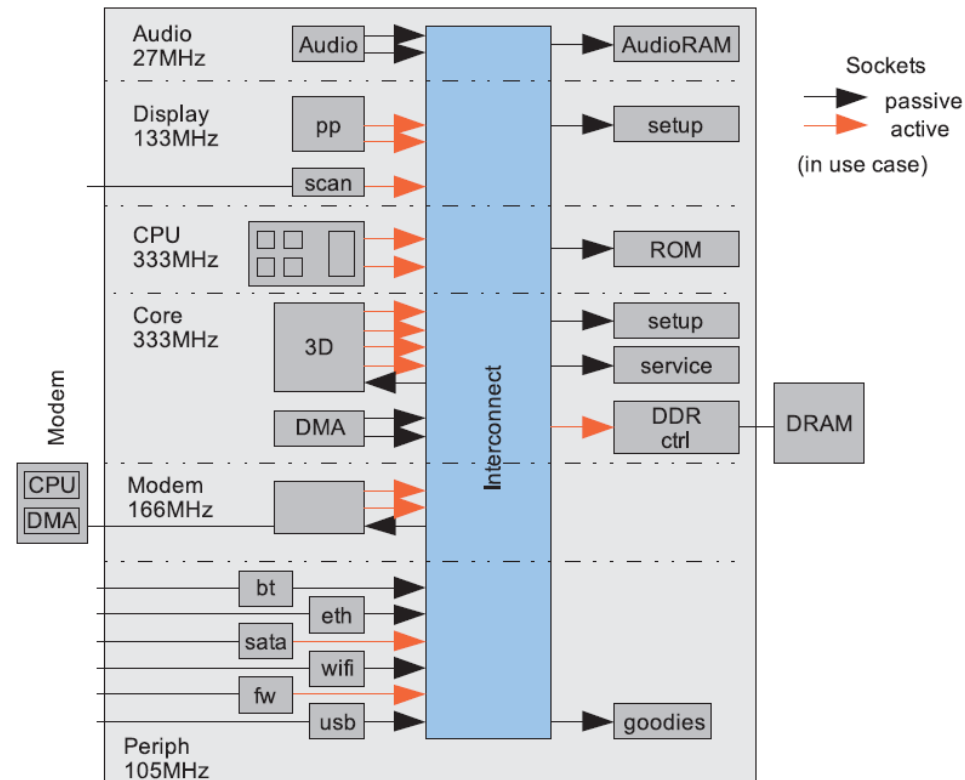 Audio
27MHz
Audio
AudioRAM
Sockets
passive
active
(in use case)
Display
133MHz
pp
setup
scan
CPU
333MHz
ROM
Core
333MHz
3D
setup
service
DMA
DDR
ctrl
DRAM
Interconnect
Modem
CPU
DMA
Modem
166MHz
bt
eth
sata
wifi
fw
usb
goodies
Periph
105MHz